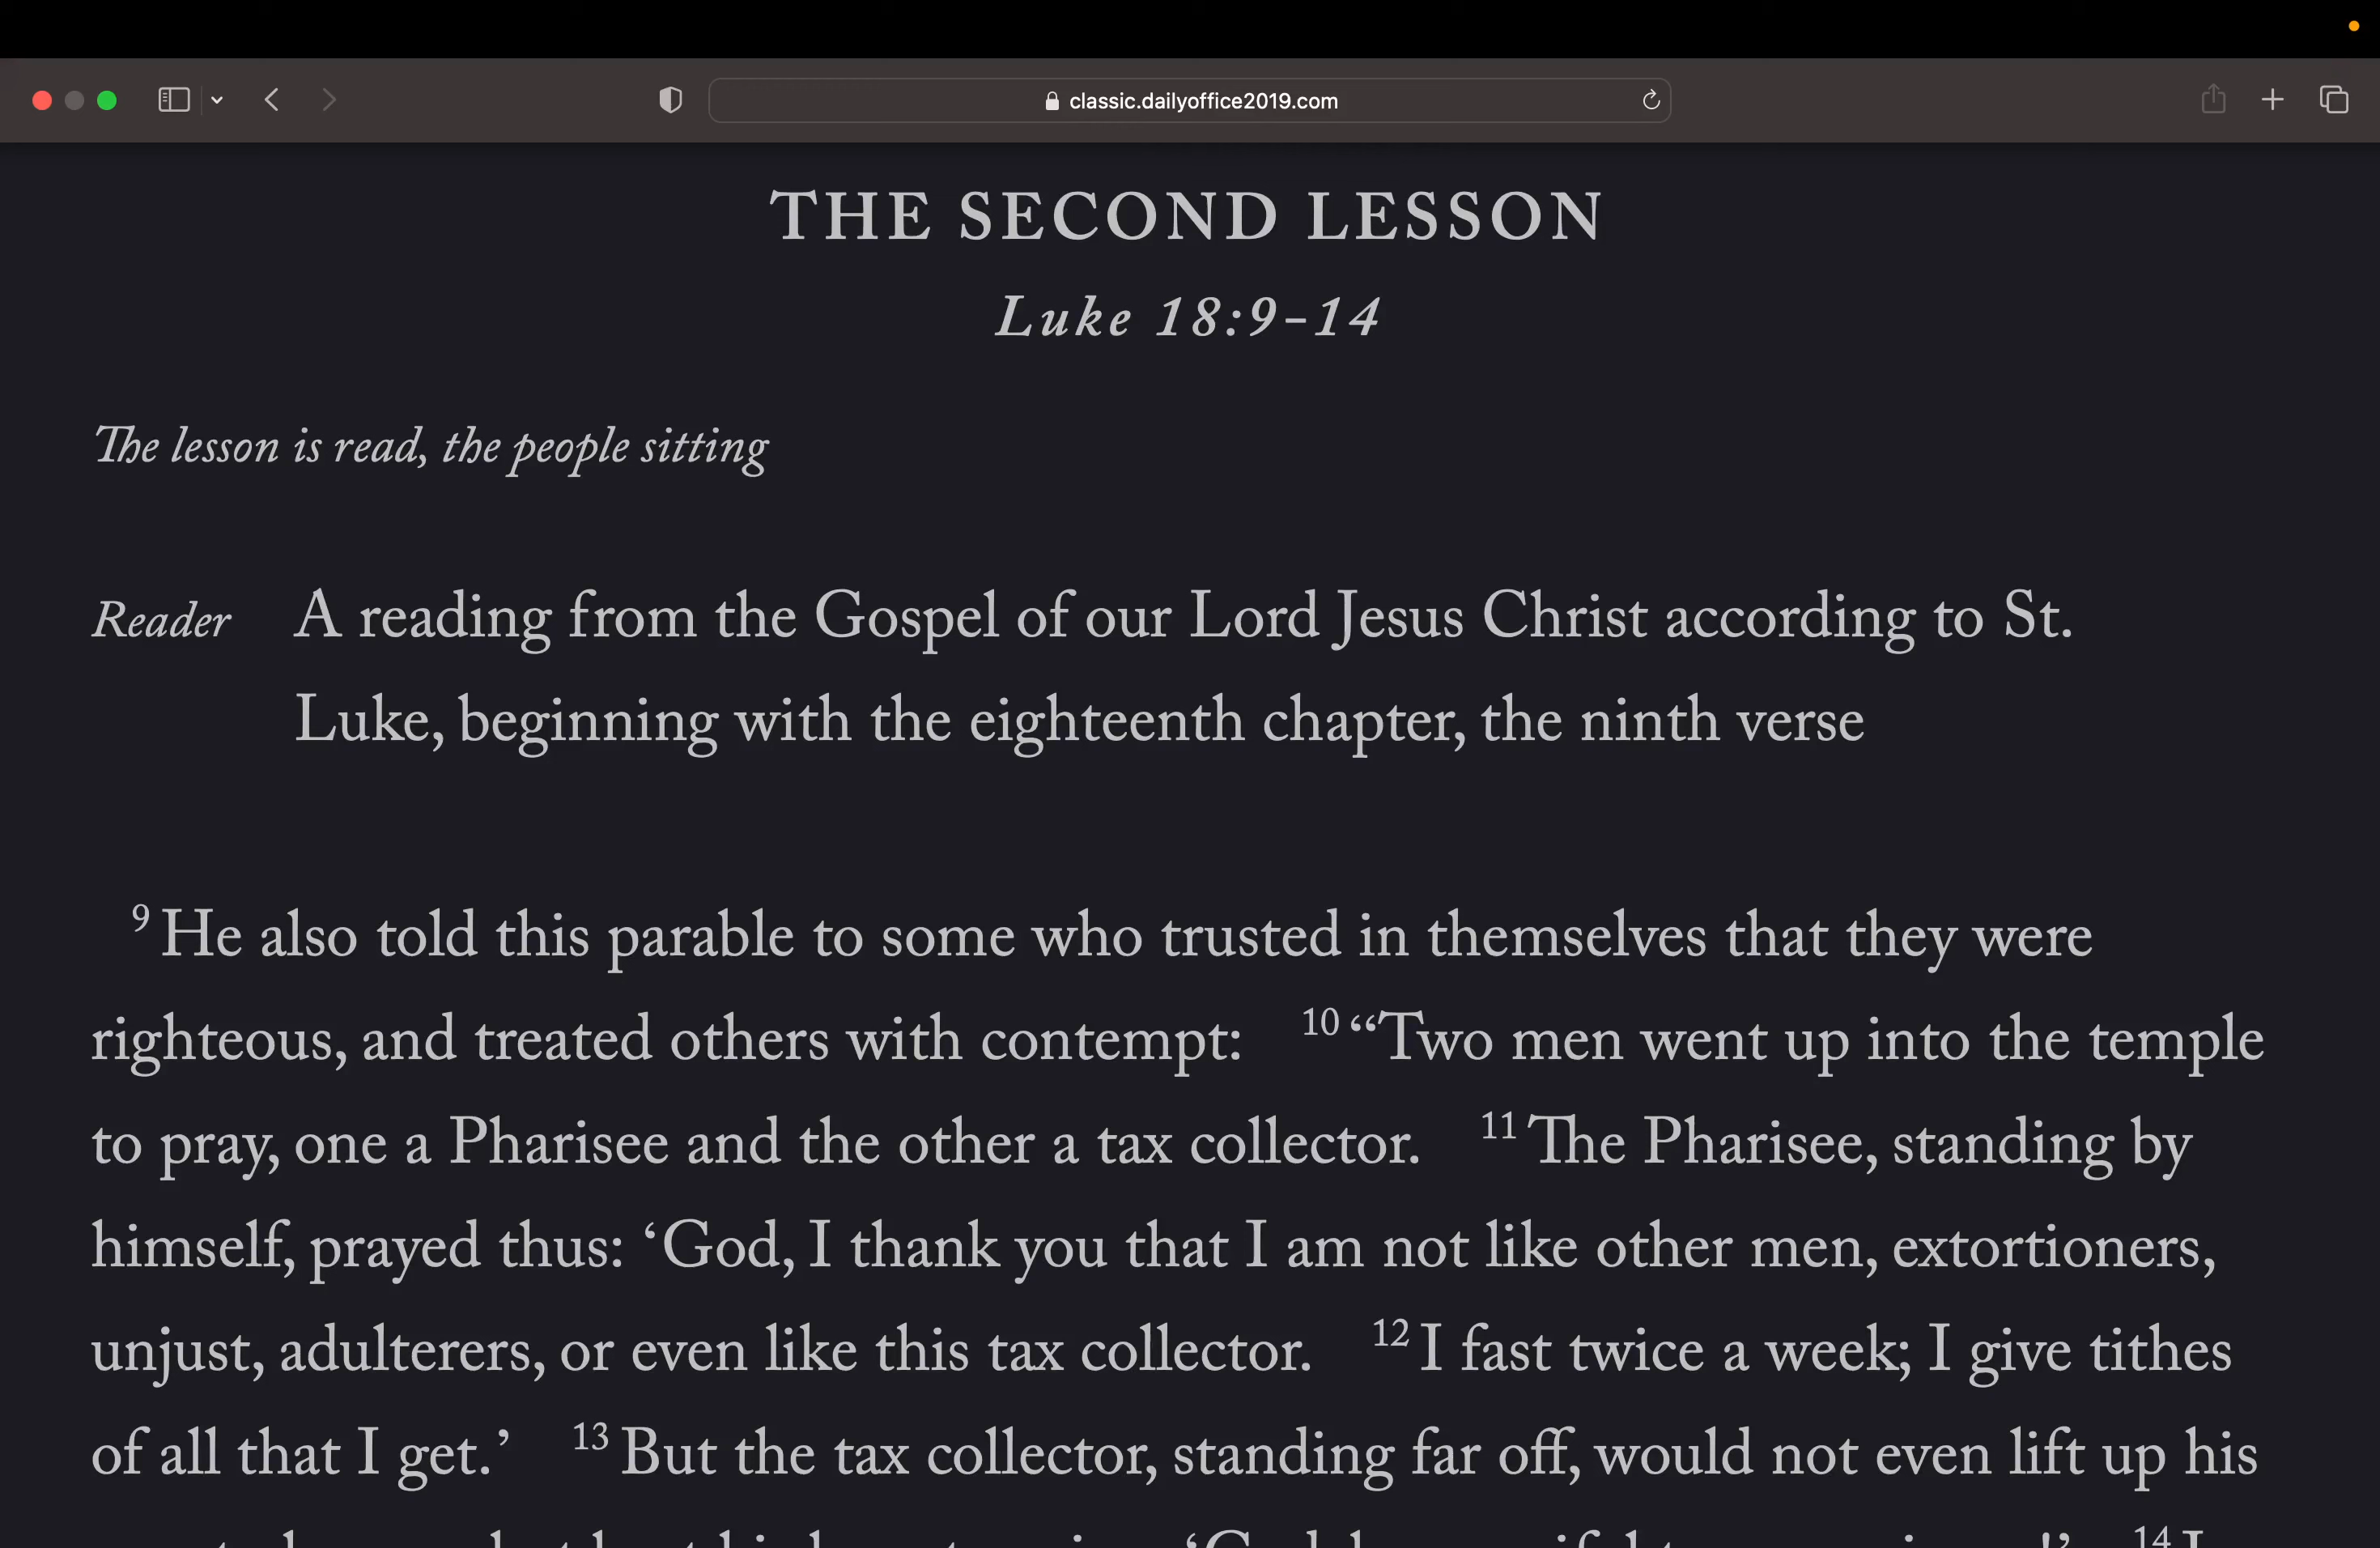 classic.dailyoffice2019.com
THE SECOND LESSON
Luke 18:9-14
The lesson is read, the people sitting
Reader A reading from the Gospel of our Lord Jesus Christ according to St.
Luke, beginning with the eighteenth chapter, the ninth verse
9 He also told this parable to some who trusted in themselves that they were
righteous, and treated others with contempt: 10 “Two men went up into the temple
to pray, one a Pharisee and the other a tax collector. 11 The Pharisee, standing by
himself, prayed thus: ‘God, I thank you that I am not like other men, extortioners,
unjust, adulterers, or even like this tax collector. 12 I fast twice a week; I give tithes
of all that I get.’ 13 But the tax collector, standing far off, would not even lift up his
14 I